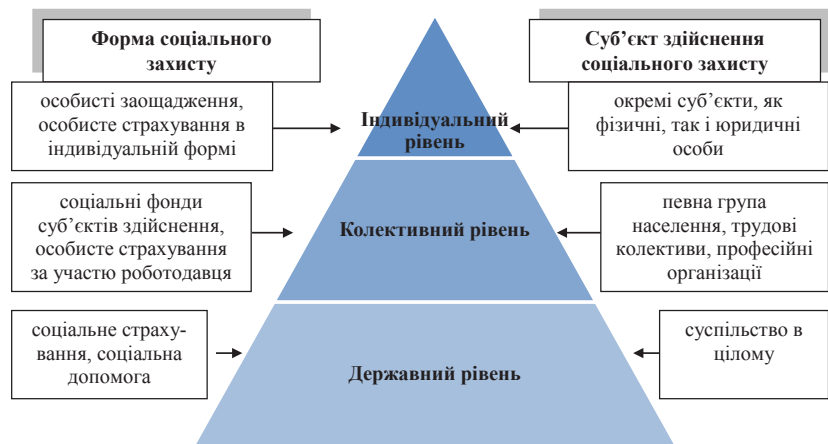 Форма соціального
захисту
Суб’єкт здійснення
соціального захисту
особисті заощадження,
особисте страхування в
індивідуальній формі
Індивідуальний
рівень
окремі суб’єкти, як
фізичні, так і юридичні
особи
соціальні фонди
суб’єктів здійснення,
особисте страхування
за участю роботодавця
Колективний рівень
певна група
населення, трудові
колективи, професійні
організації
соціальне страху-
вання, соціальна
допомога
Державний рівень
суспільство в
цілому